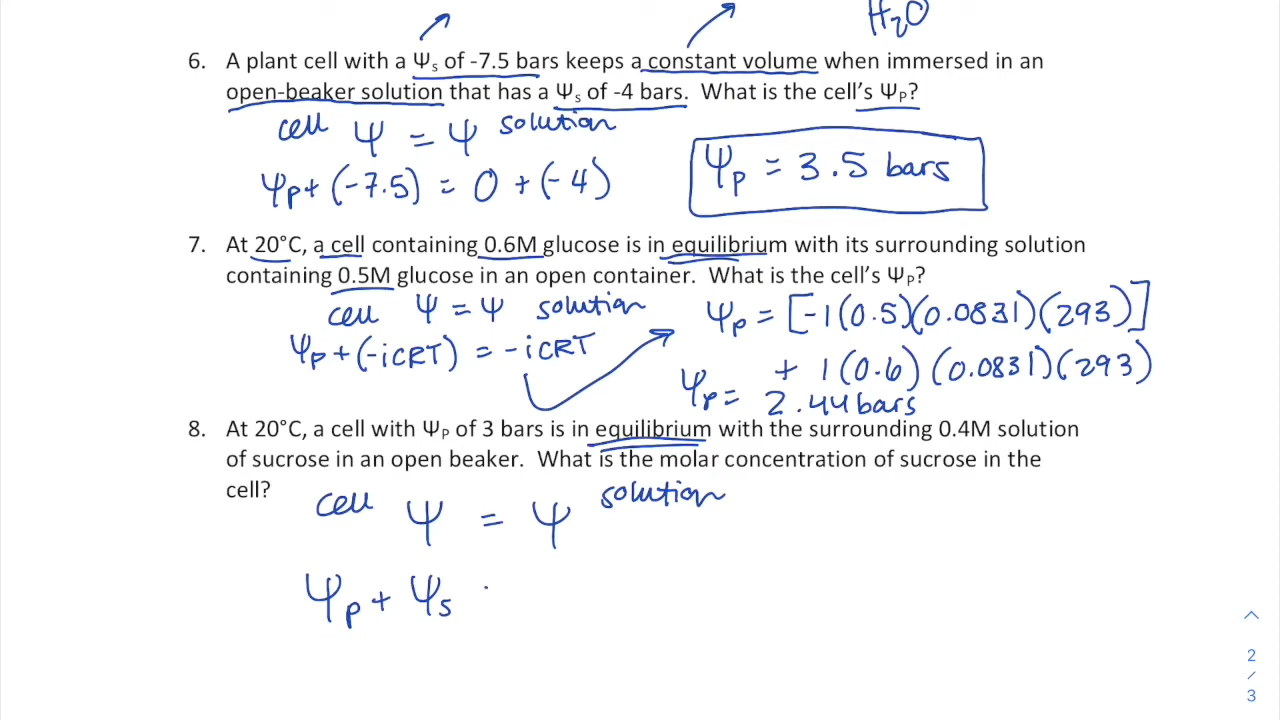 H₂O
6. A plant cell with a Ψs of -7.5 bars keeps a constant volume when immersed in an
open-beaker solution that has a Ψs of -4 bars. What is the cell's ΨP?
cell Ψ = Ψ solution
Ψp + (-7.5) = 0 + (-4)
Ψp = 3.5 bars
7. At 20°C, a cell containing 0.6M glucose is in equilibrium with its surrounding solution
containing 0.5M glucose in an open container. What is the cell's ΨP?
cell Ψ = Ψ solution
Ψp + (-iCRT) = -iCRT
Ψp = [-1(0.5)(0.0831)(293)]
+ 1(0.6)(0.0831)(293)
Ψp = 2.44 bars
8. At 20°C, a cell with ΨP of 3 bars is in equilibrium with the surrounding 0.4M solution
of sucrose in an open beaker. What is the molar concentration of sucrose in the
cell?
cell Ψ = Ψ solution
Ψp + Ψs
2
/
3